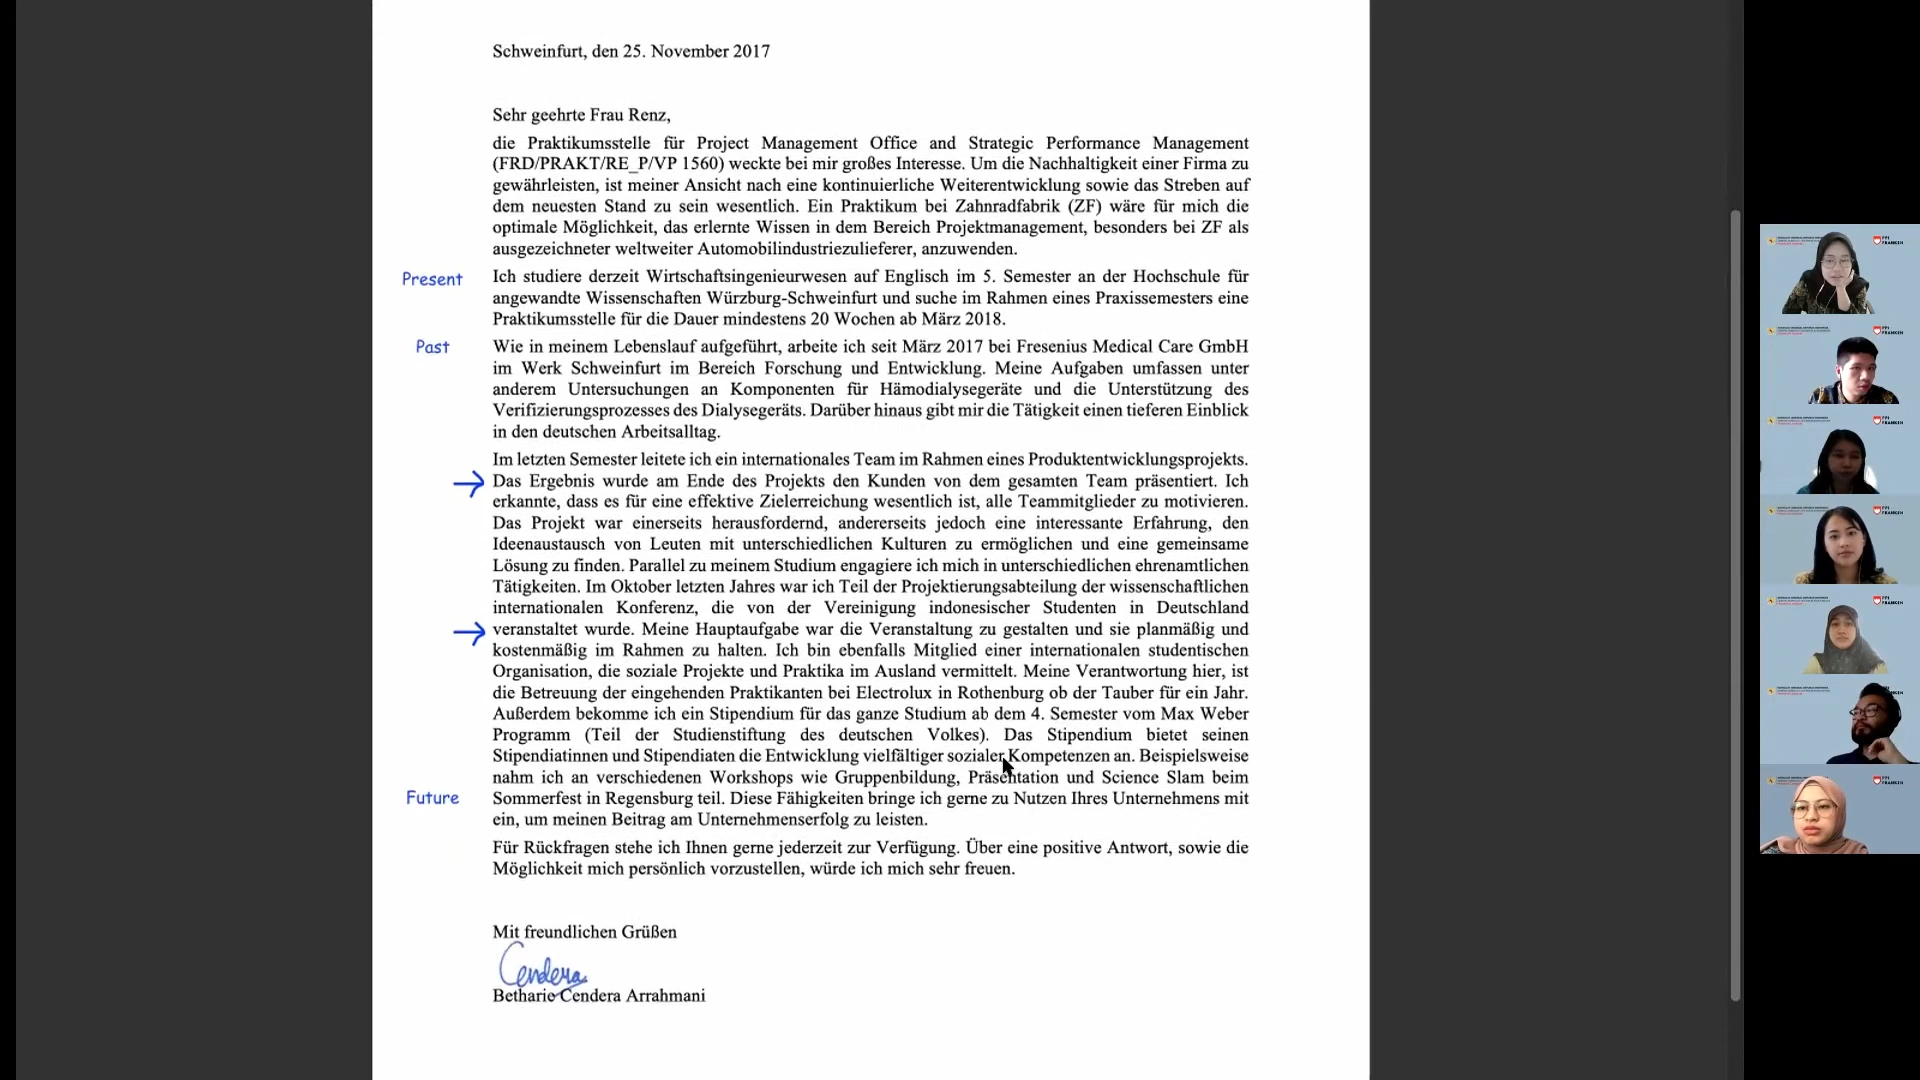 Schweinfurt, den 25. November 2017
Sehr geehrte Frau Renz,
die Praktikumsstelle für Project Management Office and Strategic Performance Management
(FRD/PRAKT/RE_P/VP 1560) weckte bei mir großes Interesse. Um die Nachhaltigkeit einer Firma zu
gewährleisten, ist meiner Ansicht nach eine kontinuierliche Weiterentwicklung sowie das Streben auf
dem neuesten Stand zu sein wesentlich. Ein Praktikum bei Zahnradfabrik (ZF) wäre für mich die
optimale Möglichkeit, das erlernte Wissen in dem Bereich Projektmanagement, besonders bei ZF als
ausgezeichneter weltweiter Automobilindustriezulieferer, anzuwenden.
Present
Ich studiere derzeit Wirtschaftsingenieurwesen auf Englisch im 5. Semester an der Hochschule für
angewandte Wissenschaften Würzburg-Schweinfurt und suche im Rahmen eines Praxissemesters eine
Praktikumsstelle für die Dauer mindestens 20 Wochen ab März 2018.
Past
Wie in meinem Lebenslauf aufgeführt, arbeite ich seit März 2017 bei Fresenius Medical Care GmbH
im Werk Schweinfurt im Bereich Forschung und Entwicklung. Meine Aufgaben umfassen unter
anderem Untersuchungen an Komponenten für Hämodialysegeräte und die Unterstützung des
Verifizierungsprozesses des Dialysegeräts. Darüber hinaus gibt mir die Tätigkeit einen tieferen Einblick
in den deutschen Arbeitsalltag.
Im letzten Semester leitete ich ein internationales Team im Rahmen eines Produktentwicklungsprojekts.
Das Ergebnis wurde am Ende des Projekts den Kunden von dem gesamten Team präsentiert. Ich
erkannte, dass es für eine effektive Zielerreichung wesentlich ist, alle Teammitglieder zu motivieren.
Das Projekt war einerseits herausfordernd, andererseits jedoch eine interessante Erfahrung, den
Ideenaustausch von Leuten mit unterschiedlichen Kulturen zu ermöglichen und eine gemeinsame
Lösung zu finden. Parallel zu meinem Studium engagiere ich mich in unterschiedlichen ehrenamtlichen
Tätigkeiten. Im Oktober letzten Jahres war ich Teil der Projektierungsabteilung der wissenschaftlichen
internationalen Konferenz, die von der Vereinigung indonesischer Studenten in Deutschland
veranstaltet wurde. Meine Hauptaufgabe war die Veranstaltung zu gestalten und sie planmäßig und
kostenmäßig im Rahmen zu halten. Ich bin ebenfalls Mitglied einer internationalen studentischen
Organisation, die soziale Projekte und Praktika im Ausland vermittelt. Meine Verantwortung hier, ist
die Betreuung der eingehenden Praktikanten bei Electrolux in Rothenburg ob der Tauber für ein Jahr.
Außerdem bekomme ich ein Stipendium für das ganze Studium ab dem 4. Semester vom Max Weber
Programm (Teil der Studienstiftung des deutschen Volkes). Das Stipendium bietet seinen
Stipendiatinnen und Stipendiaten die Entwicklung vielfältiger sozialer Kompetenzen an. Beispielsweise
nahm ich an verschiedenen Workshops wie Gruppenbildung, Präsentation und Science Slam beim
Future
Sommerfest in Regensburg teil. Diese Fähigkeiten bringe ich gerne zu Nutzen Ihres Unternehmens mit
ein, um meinen Beitrag am Unternehmenserfolg zu leisten.
Für Rückfragen stehe ich Ihnen gerne jederzeit zur Verfügung. Über eine positive Antwort, sowie die
Möglichkeit mich persönlich vorzustellen, würde ich mich sehr freuen.
Mit freundlichen Grüßen
Cendera
Betharie Cendera Arrahmani
PPI
FRANKEN
PPI
FRANKEN
PPI
FRANKEN
PPI
FRANKEN
PPI
FRANKEN
PPI
FRANKEN
PPI
FRANKEN